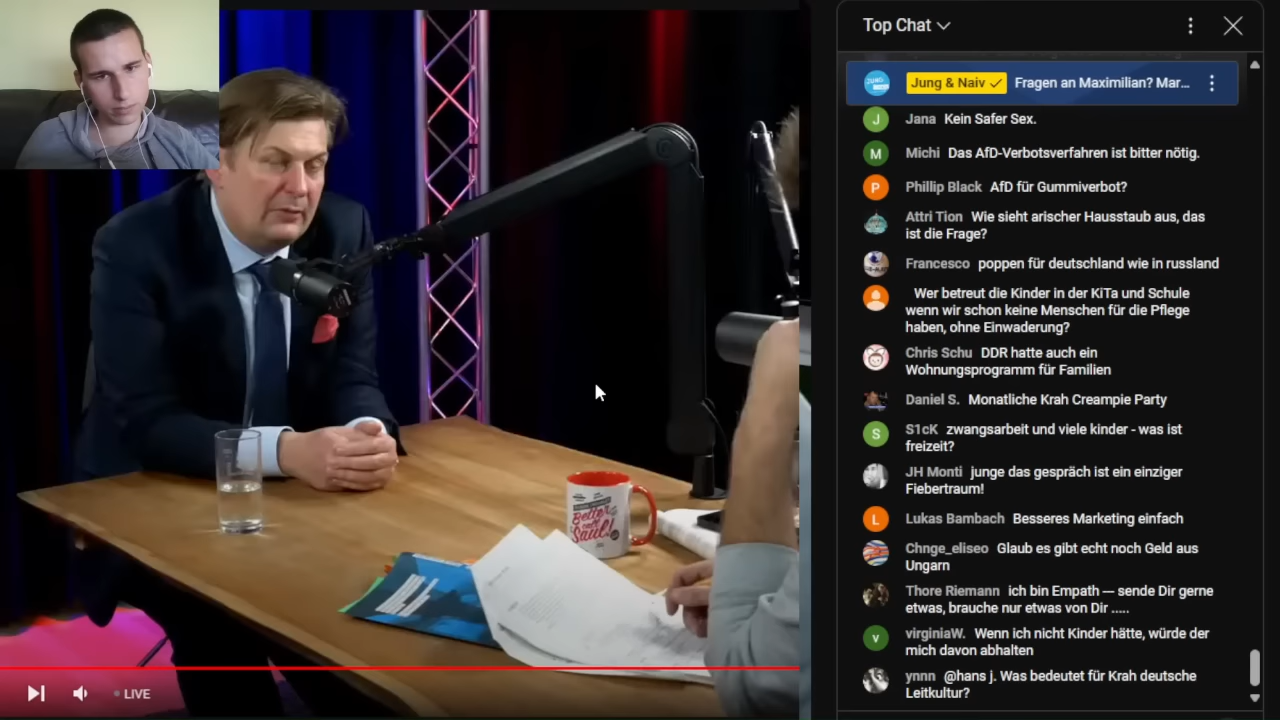 Top Chat
Jung & Naiv Fragen an Maximilian? Mar...
Jana Kein Safer Sex.
Michi Das AfD-Verbotsverfahren ist bitter nötig.
Phillip Black AfD für Gummiverbot?
Attri Tion Wie sieht arischer Hausstaub aus, das
ist die Frage?
Francesco poppen für deutschland wie in russland
Wer betreut die Kinder in der KiTa und Schule
wenn wir schon keine Menschen für die Pflege
haben, ohne Einwaderung?
Chris Schu DDR hatte auch ein
Wohnungsprogramm für Familien
Daniel S. Monatliche Krah Creampie Party
S1cK zwangsarbeit und viele kinder - was ist
freizeit?
JH Monti junge das gespräch ist ein einziger
Fiebertraum!
Lukas Bambach Besseres Marketing einfach
Chnge_eliseo Glaub es gibt echt noch Geld aus
Ungarn
Thore Riemann ich bin Empath — sende Dir gerne
etwas, brauche nur etwas von Dir .....
virginiaW. Wenn ich nicht Kinder hätte, würde der
mich davon abhalten
ynnn @hans j. Was bedeutet für Krah deutsche
Leitkultur?
Better
call
Saul!
LIVE